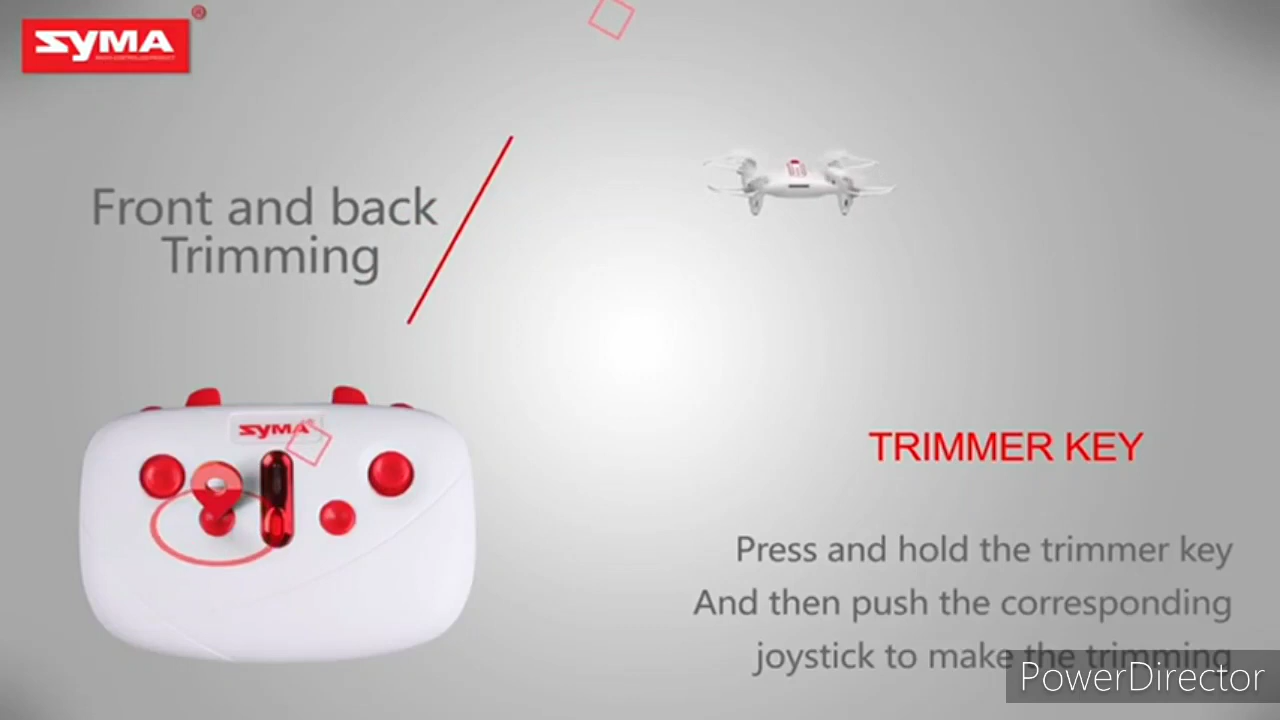 SYMA®
Front and back
Trimming
SYMA
TRIMMER KEY
Press and hold the trimmer key
And then push the corresponding
joystick to make the trimming
PowerDirector